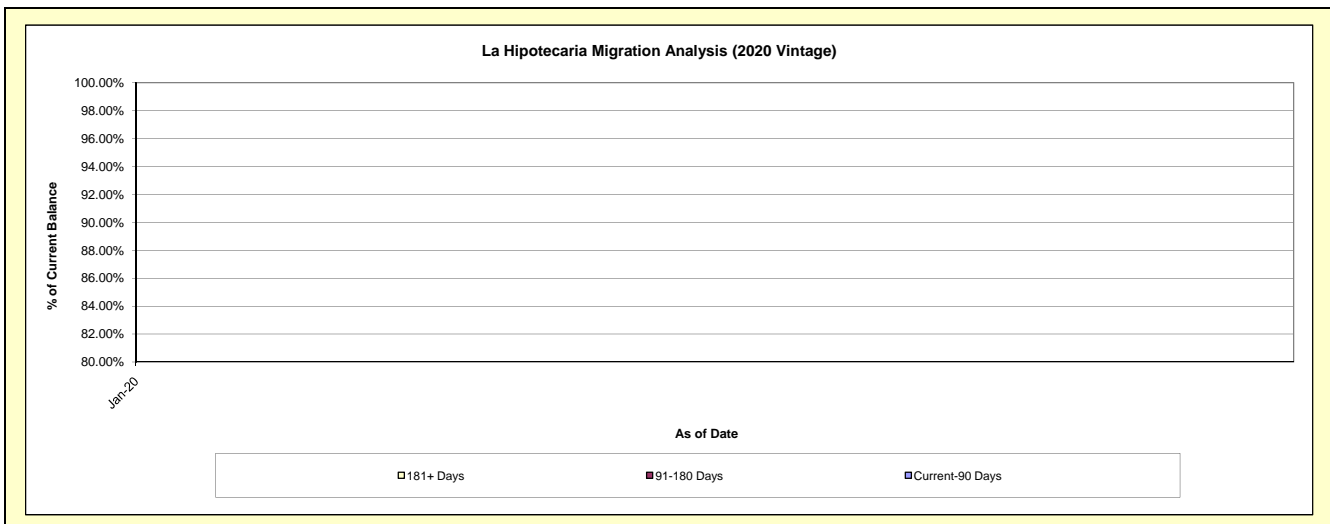 La Hipotecaria Migration Analysis (2020 Vintage)
% of Current Balance
100.00%
98.00%
96.00%
94.00%
92.00%
90.00%
88.00%
86.00%
84.00%
82.00%
80.00%
Jan-20
As of Date
181+ Days
91-180 Days
Current-90 Days